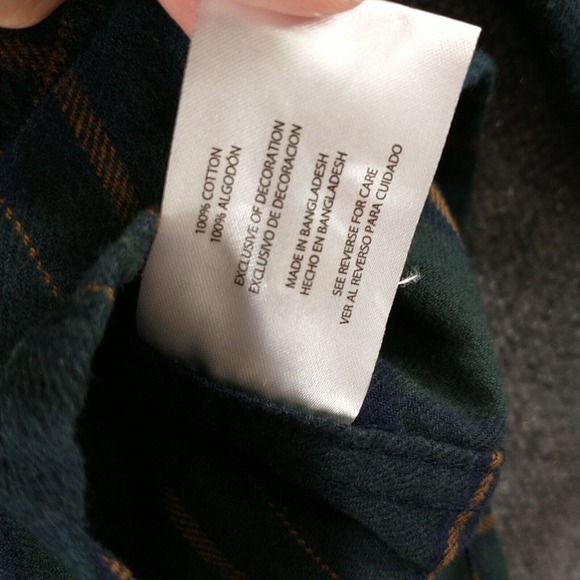 100% COTTON
100% ALGODÓN
EXCLUSIVE OF DECORATION
EXCLUSIVO DE DECORACION
MADE IN BANGLADESH
HECHO EN BANGLADESH
SEE REVERSE FOR CARE
VER AL REVERSO PARA CUIDADO